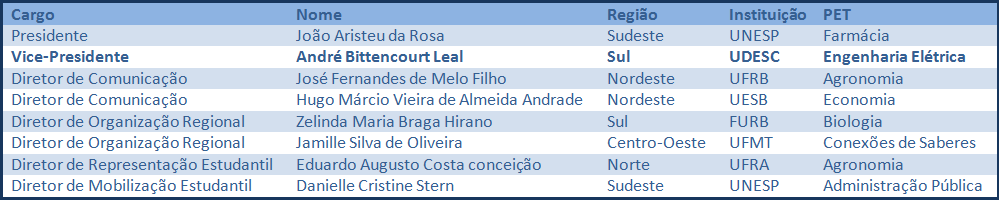 Cargo Nome Região Instituição PET
Presidente João Aristeu da Rosa Sudeste UNESP Farmácia
Vice-Presidente André Bittencourt Leal Sul UDESC Engenharia Elétrica
Diretor de Comunicação José Fernandes de Melo Filho Nordeste UFRB Agronomia
Diretor de Comunicação Hugo Márcio Vieira de Almeida Andrade Nordeste UESB Economia
Diretor de Organização Regional Zelinda Maria Braga Hirano Sul FURB Biologia
Diretor de Organização Regional Jamille Silva de Oliveira Centro-Oeste UFMT Conexões de Saberes
Diretor de Representação Estudantil Eduardo Augusto Costa conceição Norte UFRA Agronomia
Diretor de Mobilização Estudantil Danielle Cristine Stern Sudeste UNESP Administração Pública